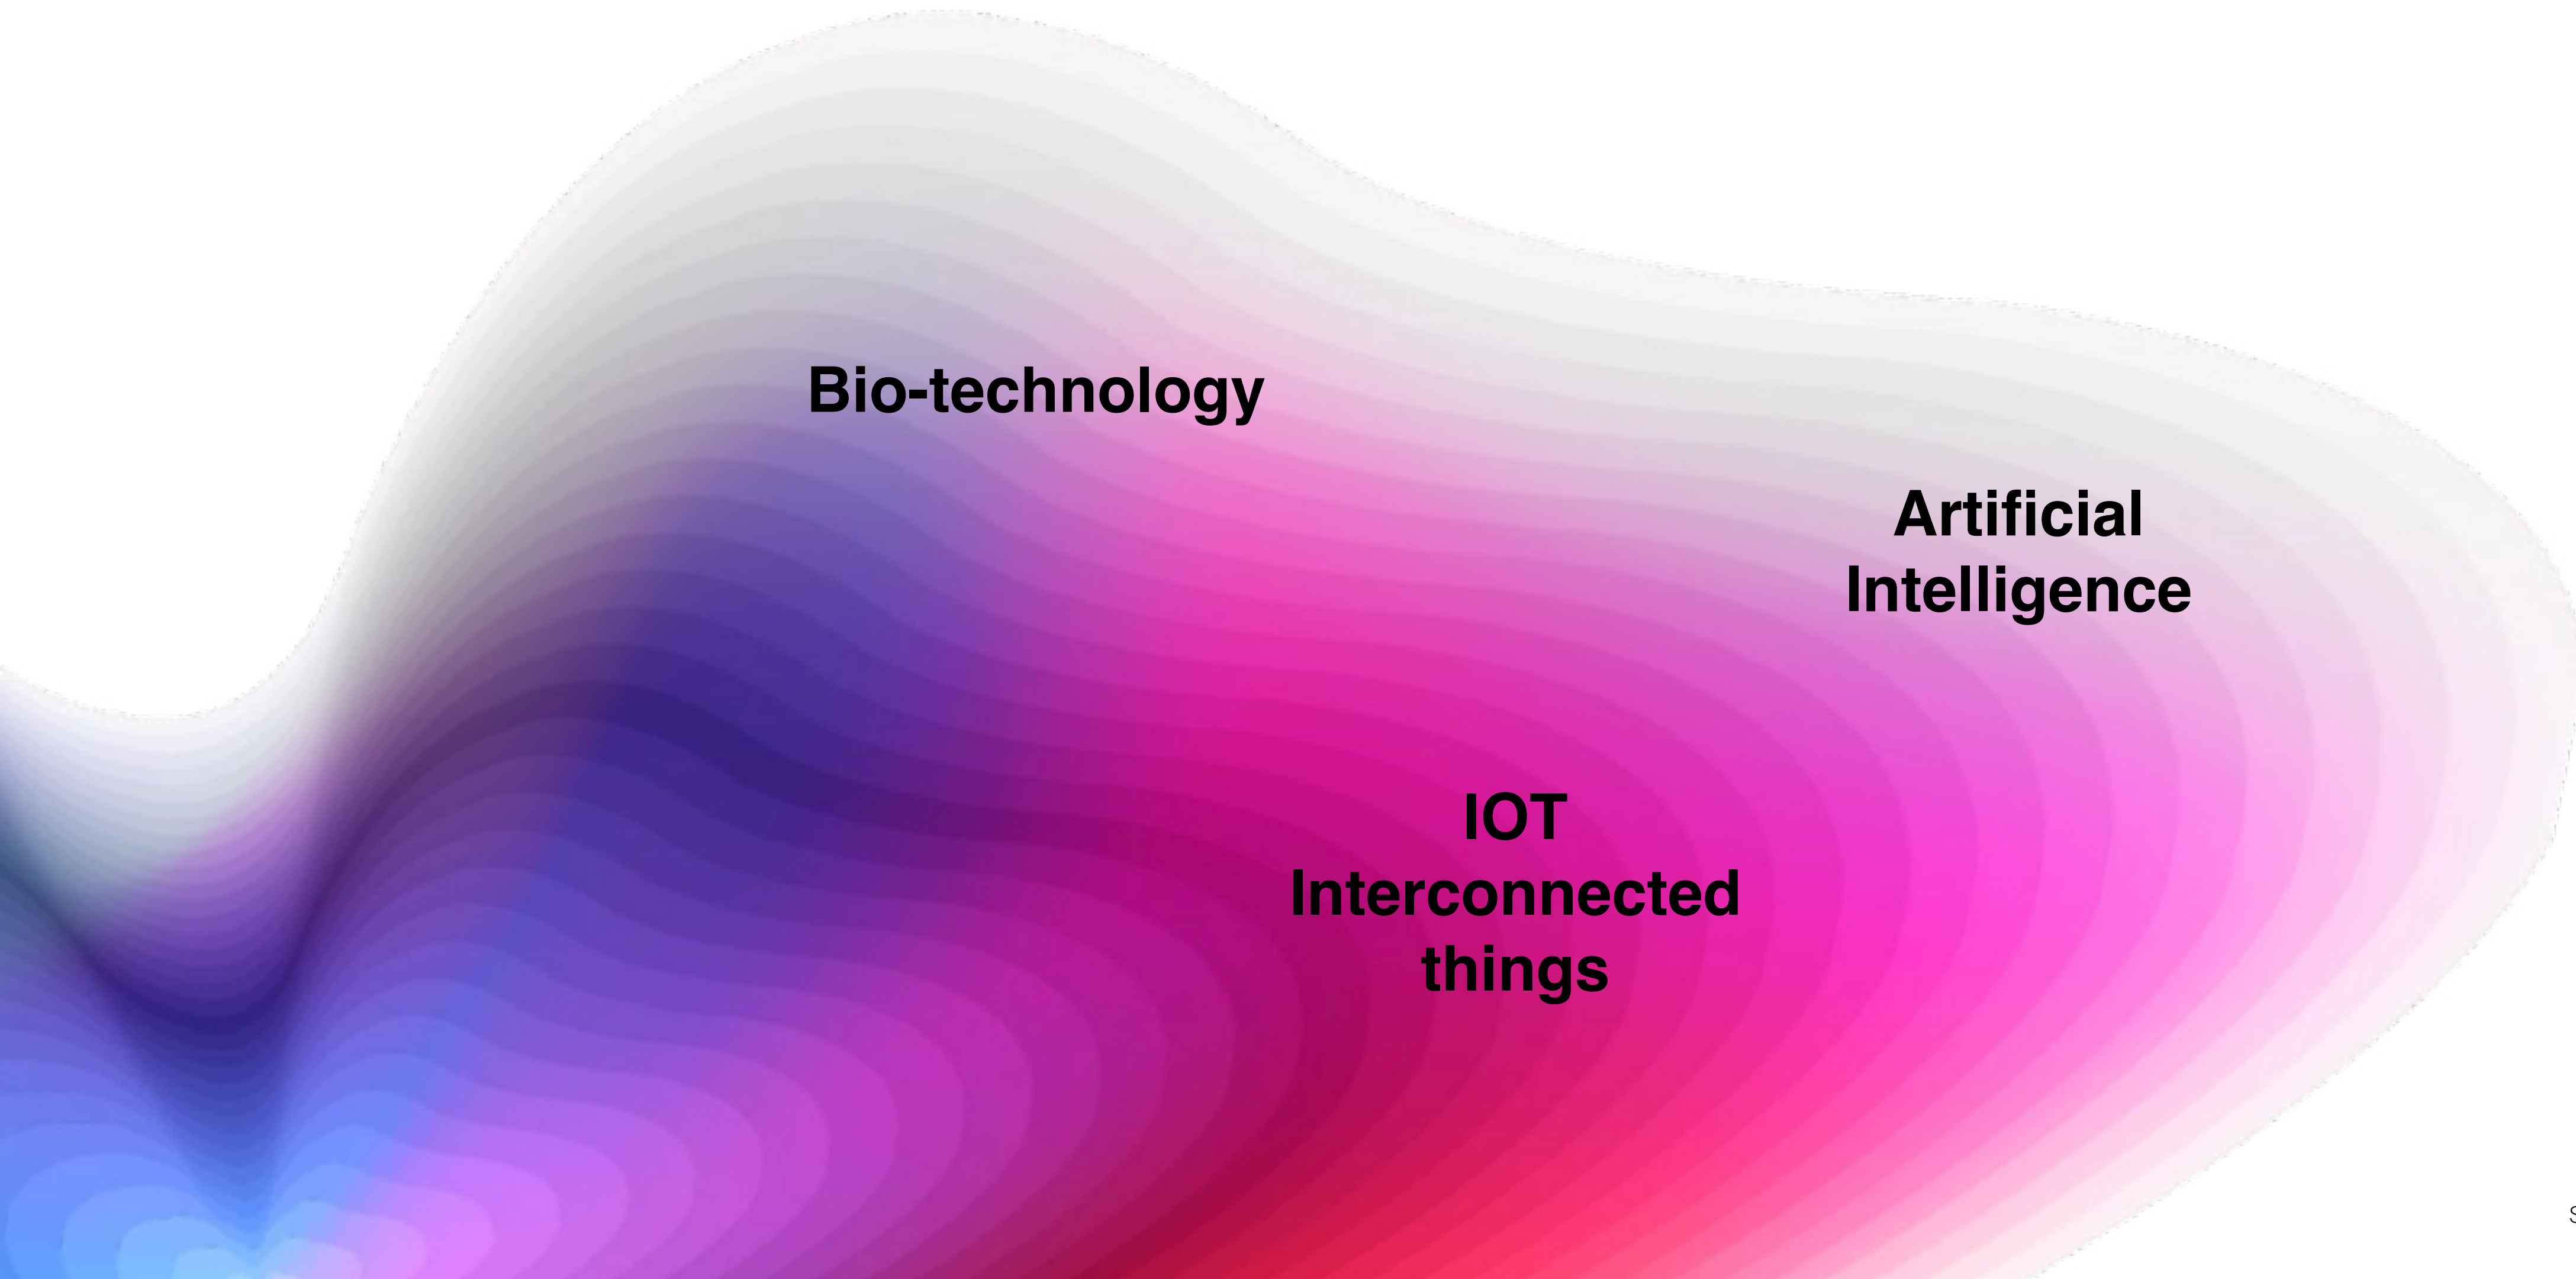 Bio-technology
Artificial
Intelligence
IOT
Interconnected
things